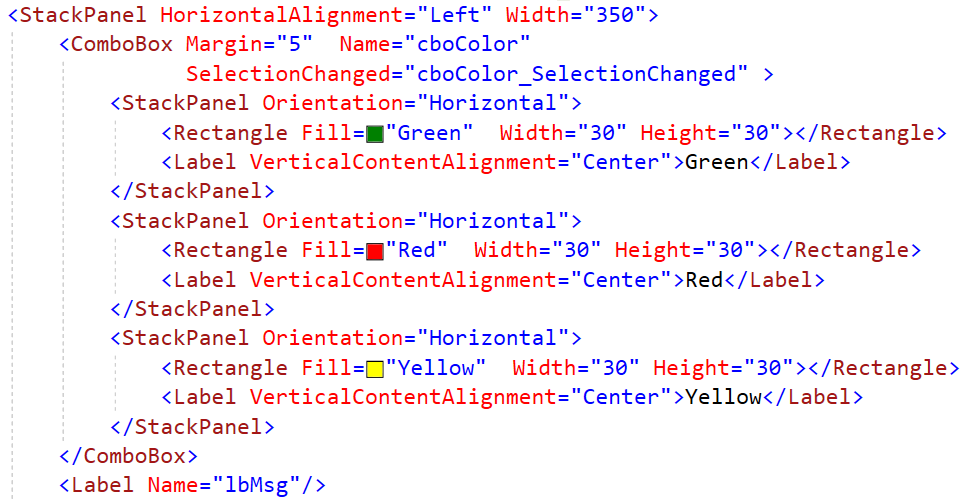 <StackPanel HorizontalAlignment="Left" Width="350">
    <ComboBox Margin="5"  Name="cboColor"
              SelectionChanged="cboColor_SelectionChanged" >
        <StackPanel Orientation="Horizontal">
            <Rectangle Fill="Green"  Width="30" Height="30"></Rectangle>
            <Label VerticalContentAlignment="Center">Green</Label>
        </StackPanel>
        <StackPanel Orientation="Horizontal">
            <Rectangle Fill="Red"  Width="30" Height="30"></Rectangle>
            <Label VerticalContentAlignment="Center">Red</Label>
        </StackPanel>
        <StackPanel Orientation="Horizontal">
            <Rectangle Fill="Yellow"  Width="30" Height="30"></Rectangle>
            <Label VerticalContentAlignment="Center">Yellow</Label>
        </StackPanel>
    </ComboBox>
    <Label Name="lbMsg"/>